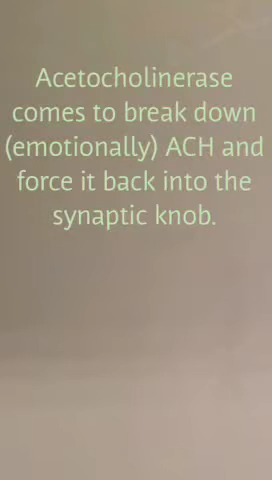 Acetocholinerase
comes to break down
(emotionally) ACH and
force it back into the
synaptic knob.